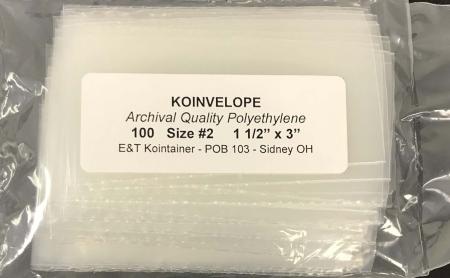 KOINVELOPE
Archival Quality Polyethylene
100 Size #2 1 1/2” x 3”
E&T Kointainer - POB 103 - Sidney OH